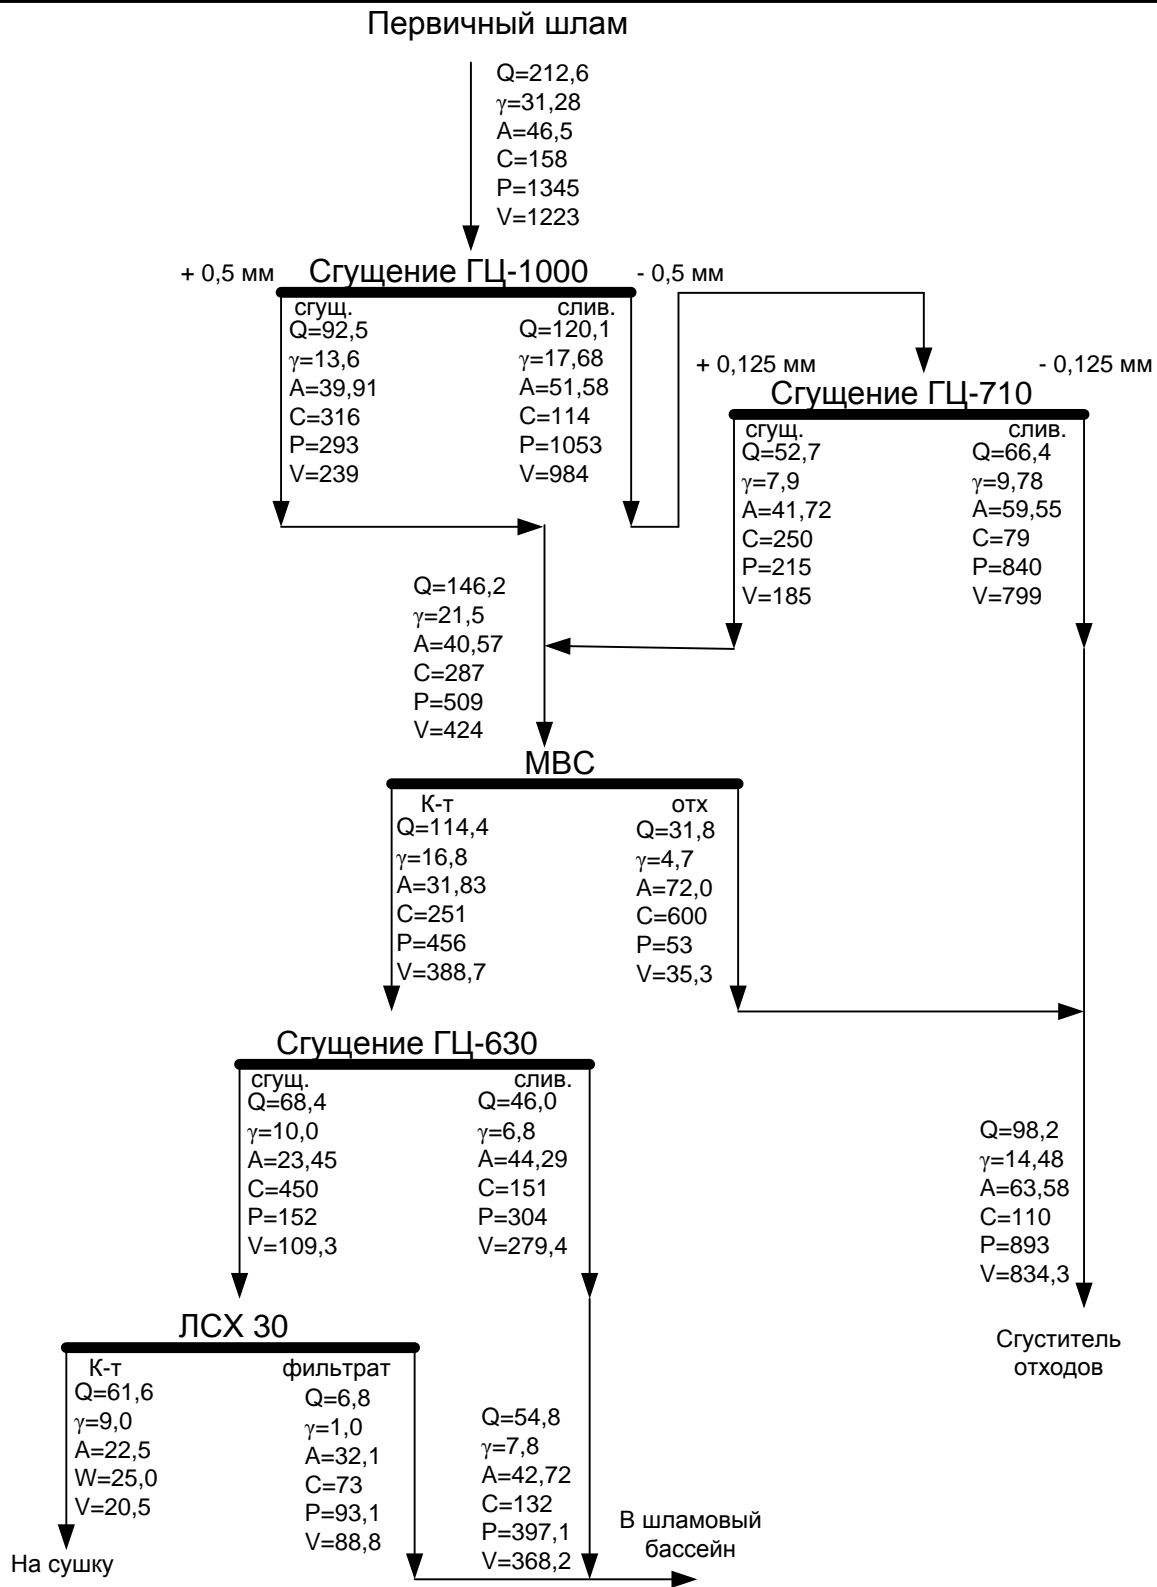 Первичный шлам
Q=212,6
γ=31,28
A=46,5
C=158
P=1345
V=1223
+ 0,5 мм
Сгущение ГЦ-1000
- 0,5 мм
сгущ.
Q=92,5
γ=13,6
A=39,91
C=316
P=293
V=239
слив.
Q=120,1
γ=17,68
A=51,58
C=114
P=1053
V=984
+ 0,125 мм
- 0,125 мм
Сгущение ГЦ-710
сгущ.
Q=52,7
γ=7,9
A=41,72
C=250
P=215
V=185
слив.
Q=66,4
γ=9,78
A=59,55
C=79
P=840
V=799
Q=146,2
γ=21,5
A=40,57
C=287
P=509
V=424
МВС
К-т
Q=114,4
γ=16,8
A=31,83
C=251
P=456
V=388,7
отх
Q=31,8
γ=4,7
A=72,0
C=600
P=53
V=35,3
Сгущение ГЦ-630
сгущ.
Q=68,4
γ=10,0
A=23,45
C=450
P=152
V=109,3
слив.
Q=46,0
γ=6,8
A=44,29
C=151
P=304
V=279,4
Q=98,2
γ=14,48
A=63,58
C=110
P=893
V=834,3
Сгуститель
отходов
ЛСХ 30
К-т
Q=61,6
γ=9,0
A=22,5
W=25,0
V=20,5
На сушку
фильтрат
Q=6,8
γ=1,0
A=32,1
C=73
P=93,1
V=88,8
Q=54,8
γ=7,8
A=42,72
C=132
P=397,1
V=368,2
В шламовый
бассейн